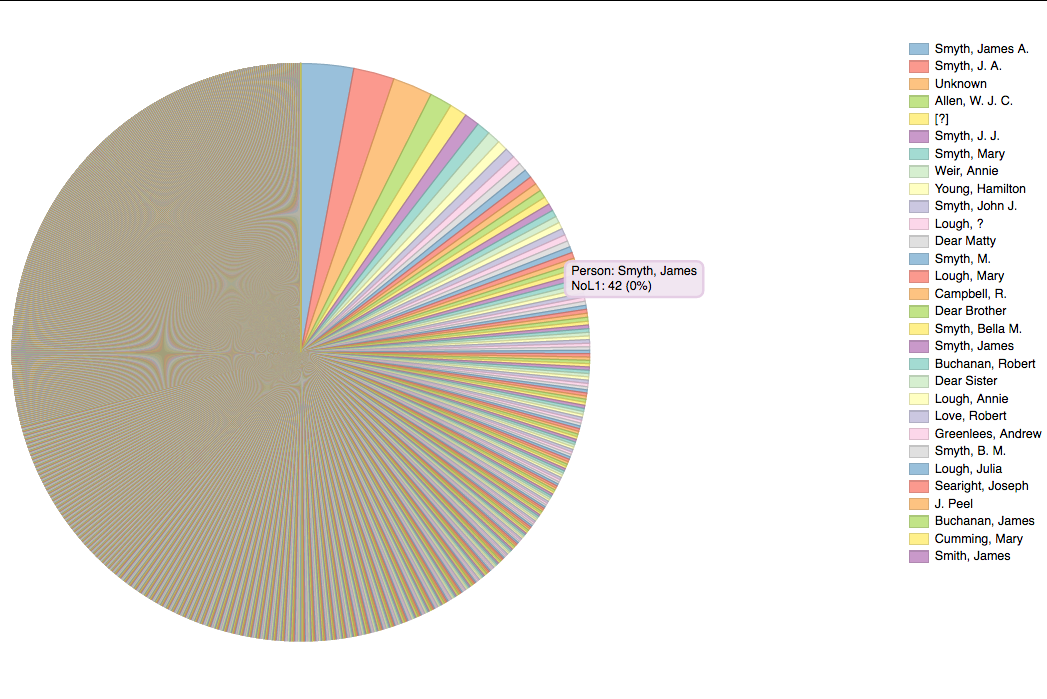 Smyth, James A.
Smyth, J. A.
Unknown
Allen, W. J. C.
[?]
Smyth, J. J.
Smyth, Mary
Weir, Annie
Young, Hamilton
Smyth, John J.
Lough, ?
Dear Matty
Smyth, M.
Lough, Mary
Campbell, R.
Dear Brother
Smyth, Bella M.
Smyth, James
Buchanan, Robert
Dear Sister
Lough, Annie
Love, Robert
Greenlees, Andrew
Smyth, B. M.
Lough, Julia
Searight, Joseph
J. Peel
Buchanan, James
Cumming, Mary
Smith, James
Person: Smyth, James
NoL1: 42 (0%)